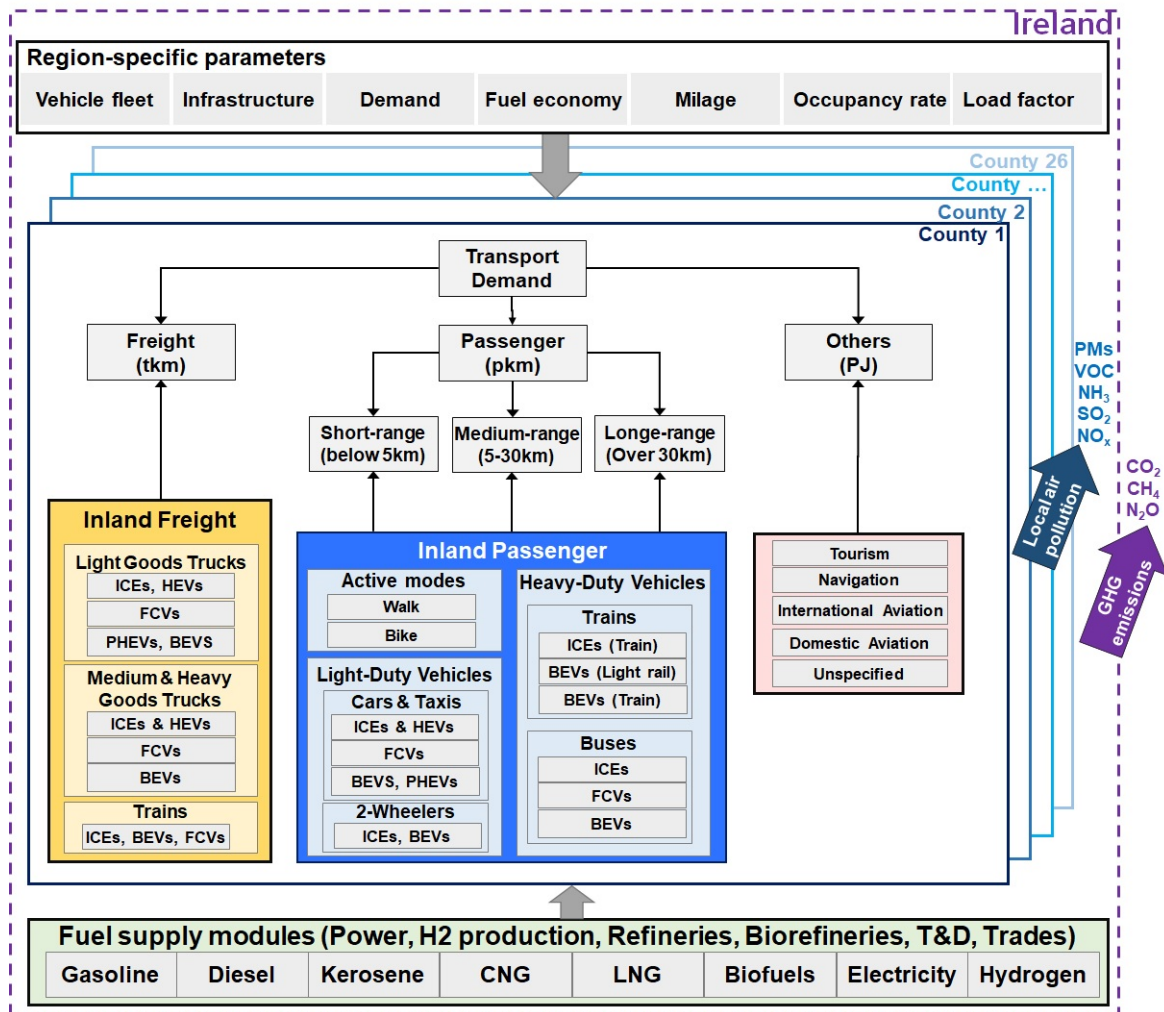 Ireland
Region-specific parameters
Vehicle fleet
Infrastructure
Demand
Fuel economy
Milage
Occupancy rate
Load factor
County 26
County ...
County 2
County 1
Transport
Demand
Freight
(tkm)
Passenger
(pkm)
Others
(PJ)
Short-range
(below 5km)
Medium-range
(5-30km)
Longe-range
(Over 30km)
Inland Freight
Light Goods Trucks
ICEs, HEVs
FCVs
PHEVs, BEVS
Medium & Heavy
Goods Trucks
ICEs & HEVs
FCVs
BEVs
Trains
ICEs, BEVs, FCVs
Inland Passenger
Active modes
Walk
Bike
Light-Duty Vehicles
Cars & Taxis
ICEs & HEVs
FCVs
BEVS, PHEVs
2-Wheelers
ICEs, BEVs
Heavy-Duty Vehicles
Trains
ICEs (Train)
BEVs (Light rail)
BEVs (Train)
Buses
ICEs
FCVs
BEVs
Tourism
Navigation
International Aviation
Domestic Aviation
Unspecified
PMs
VOC
NH₃
SO₂
NOₓ
Local air
pollution
CO₂
CH₄
N₂O
GHG
emissions
Fuel supply modules (Power, H2 production, Refineries, Biorefineries, T&D, Trades)
Gasoline
Diesel
Kerosene
CNG
LNG
Biofuels
Electricity
Hydrogen